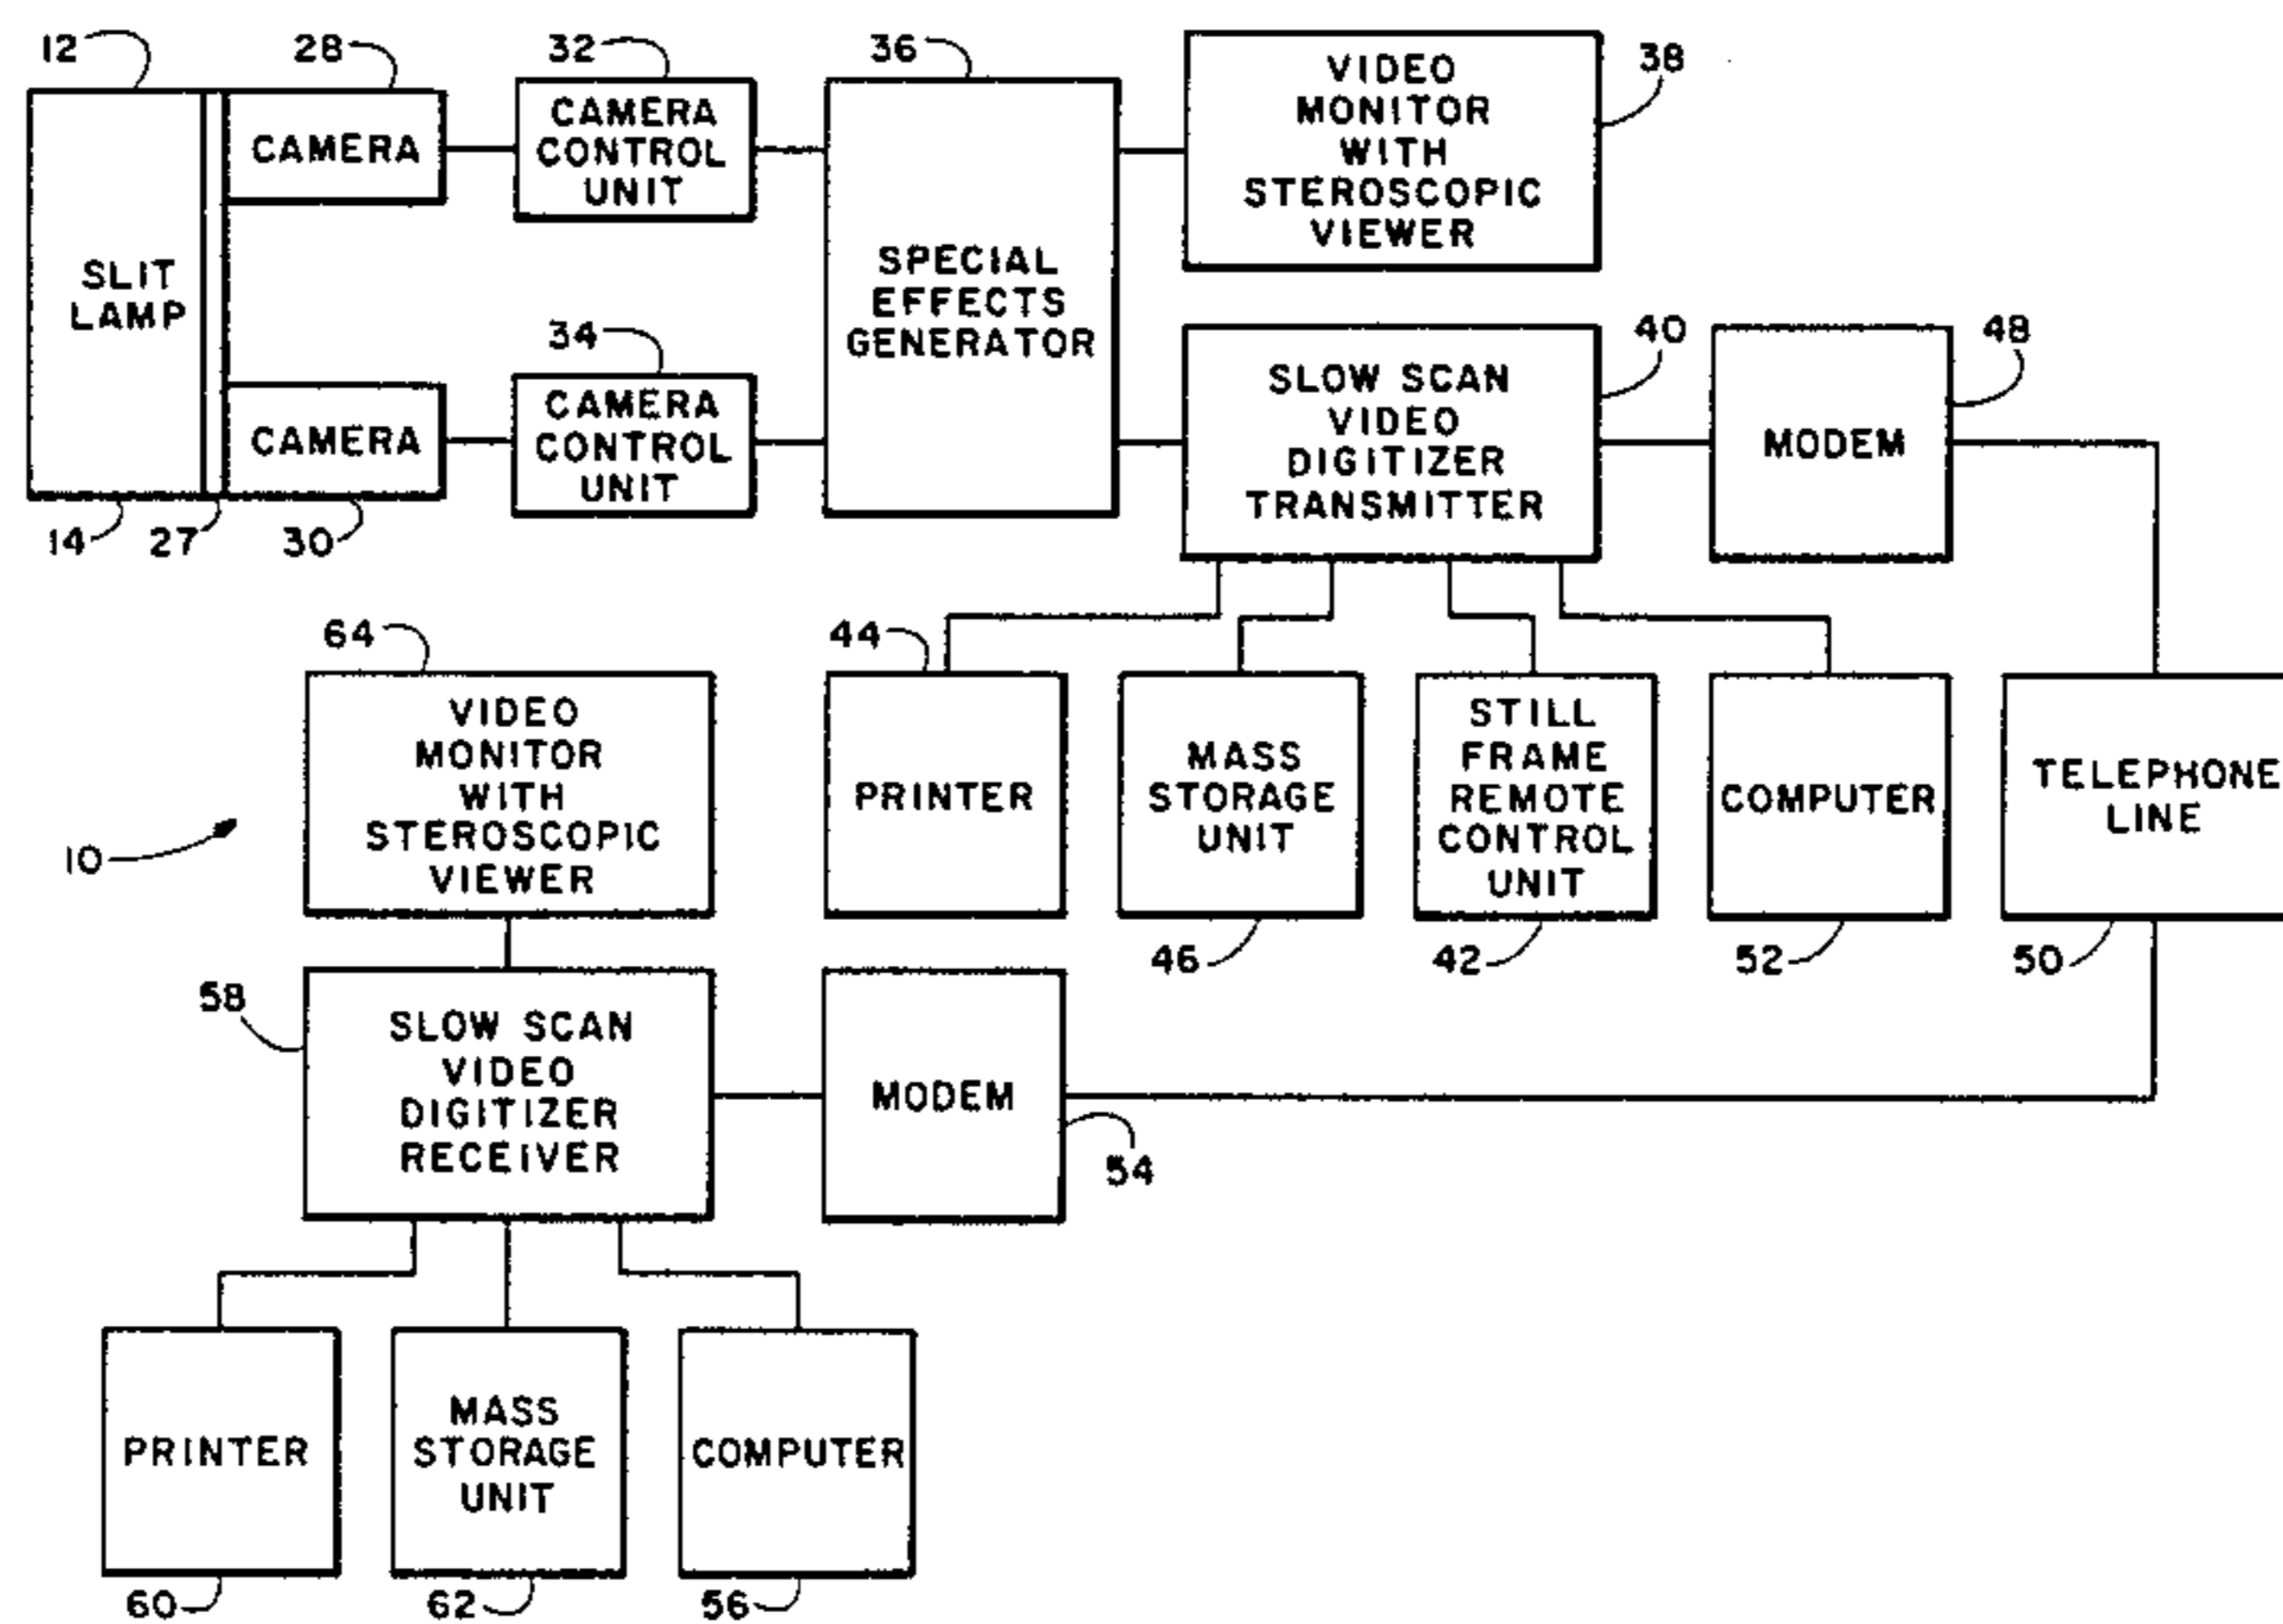 12
28
32
36
38
CAMERA
CAMERA
CONTROL
UNIT
VIDEO
MONITOR
WITH
STEROSCOPIC
VIEWER
SLIT
LAMP
SPECIAL
EFFECTS
GENERATOR
34
40
48
CAMERA
CAMERA
CONTROL
UNIT
SLOW SCAN
VIDEO
DIGITIZER
TRANSMITTER
MODEM
14
27
30
64
44
VIDEO
MONITOR
WITH
STEROSCOPIC
VIEWER
PRINTER
MASS
STORAGE
UNIT
STILL
FRAME
REMOTE
CONTROL
UNIT
COMPUTER
TELEPHONE
LINE
10
46
42
52
50
58
SLOW SCAN
VIDEO
DIGITIZER
RECEIVER
MODEM
54
PRINTER
MASS
STORAGE
UNIT
COMPUTER
60
62
56